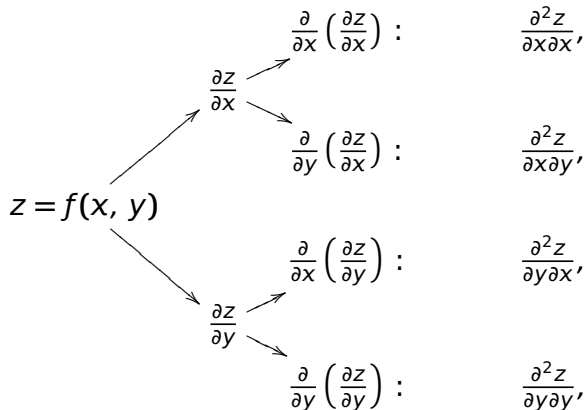 ∂/∂x (∂z/∂x) : ∂²z/∂x∂x,
∂z/∂x
∂/∂y (∂z/∂x) : ∂²z/∂x∂y,
z = f(x, y)
∂/∂x (∂z/∂y) : ∂²z/∂y∂x,
∂z/∂y
∂/∂y (∂z/∂y) : ∂²z/∂y∂y,